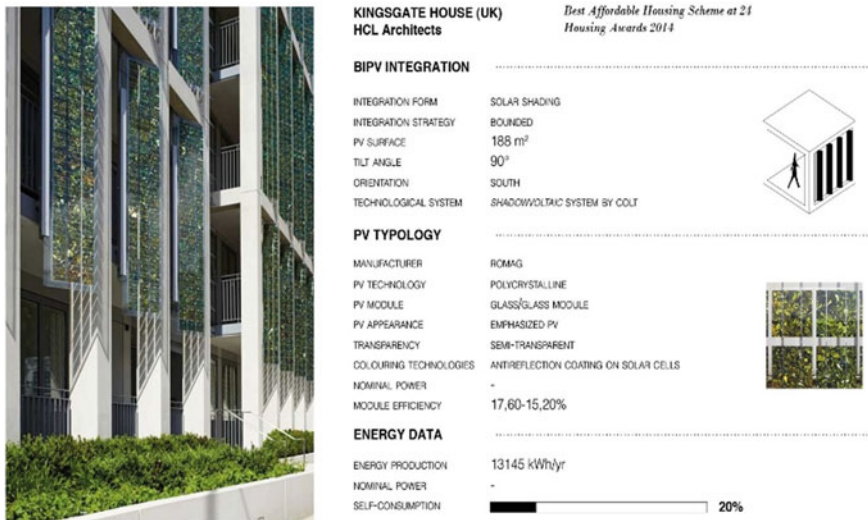 KINGSGATE HOUSE (UK)
HCL Architects
Best Affordable Housing Scheme at 24
Housing Awards 2014
BIPV INTEGRATION
INTEGRATION FORM SOLAR SHADING
INTEGRATION STRATEGY BOUNDED
PV SURFACE 188 m²
TILT ANGLE 90°
ORIENTATION SOUTH
TECHNOLOGICAL SYSTEM SHADOWVOLTAIC SYSTEM BY COLT
PV TYPOLOGY
MANUFACTURER ROMAG
PV TECHNOLOGY POLYCRYSTALLINE
PV MODULE GLASS/GLASS MODULE
PV APPEARANCE EMPHASIZED PV
TRANSPARENCY SEMI-TRANSPARENT
COLOURING TECHNOLOGIES ANTIREFLECTION COATING ON SOLAR CELLS
NOMINAL POWER -
MODULE EFFICIENCY 17,60-15,20%
ENERGY DATA
ENERGY PRODUCTION 13145 kWh/yr
NOMINAL POWER -
SELF-CONSUMPTION 20%